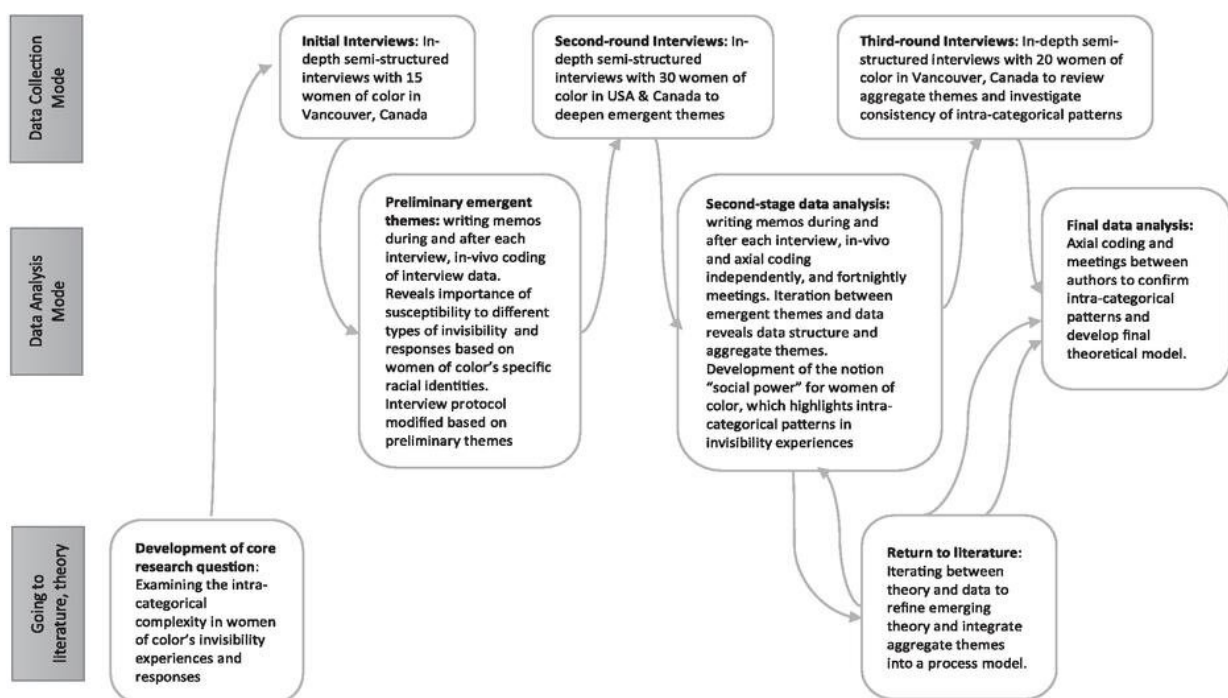 Data Collection
Mode
Initial Interviews: In-
depth semi-structured
interviews with 15
women of color in
Vancouver, Canada
Second-round Interviews: In-
depth semi-structured
interviews with 30 women of
color in USA & Canada to
deepen emergent themes
Third-round Interviews: In-depth semi-
structured interviews with 20 women of
color in Vancouver, Canada to review
aggregate themes and investigate
consistency of intra-categorical patterns
Data Analysis
Mode
Preliminary emergent
themes: writing memos
during and after each
interview, in-vivo coding
of interview data.
Reveals importance of
susceptibility to different
types of invisibility and
responses based on
women of color's specific
racial identities.
Interview protocol
modified based on
preliminary themes
Second-stage data analysis:
writing memos during and
after each interview, in-vivo
and axial coding
independently, and fortnightly
meetings. Iteration between
emergent themes and data
reveals data structure and
aggregate themes.
Development of the notion
"social power" for women of
color, which highlights intra-
categorical patterns in
invisibility experiences
Final data analysis:
Axial coding and
meetings between
authors to confirm
intra-categorical
patterns and
develop final
theoretical model.
Going to
literature, theory
Development of core
research question:
Examining the intra-
categorical
complexity in women
of color's invisibility
experiences and
responses
Return to literature:
Iterating between
theory and data to
refine emerging
theory and integrate
aggregate themes
into a process model.